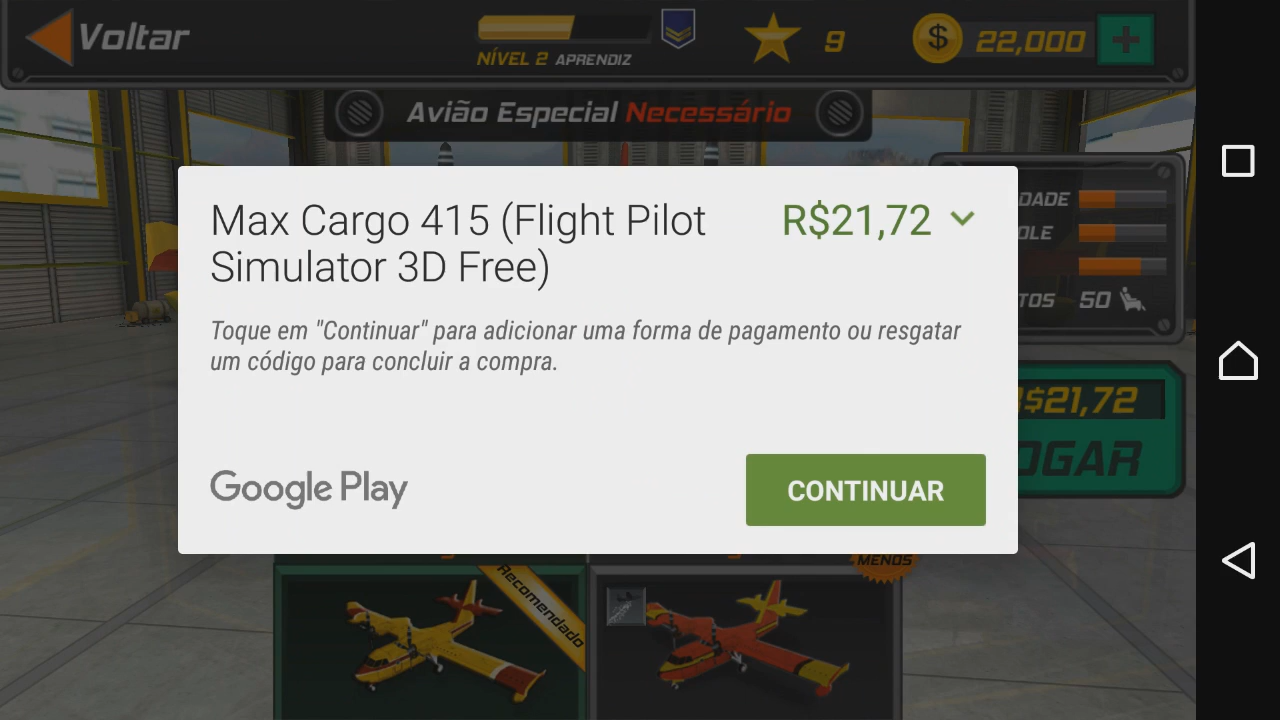 Voltar
NÍVEL 2 APRENDIZ
9
$ 22,000 +
Avião Especial Necessário
Max Cargo 415 (Flight Pilot
Simulator 3D Free)
R$21,72
DADE
OLE
TOS 50
Toque em "Continuar" para adicionar uma forma de pagamento ou resgatar
um código para concluir a compra.
$21,72
OGAR
Google Play
CONTINUAR
MENOS
Recomendado